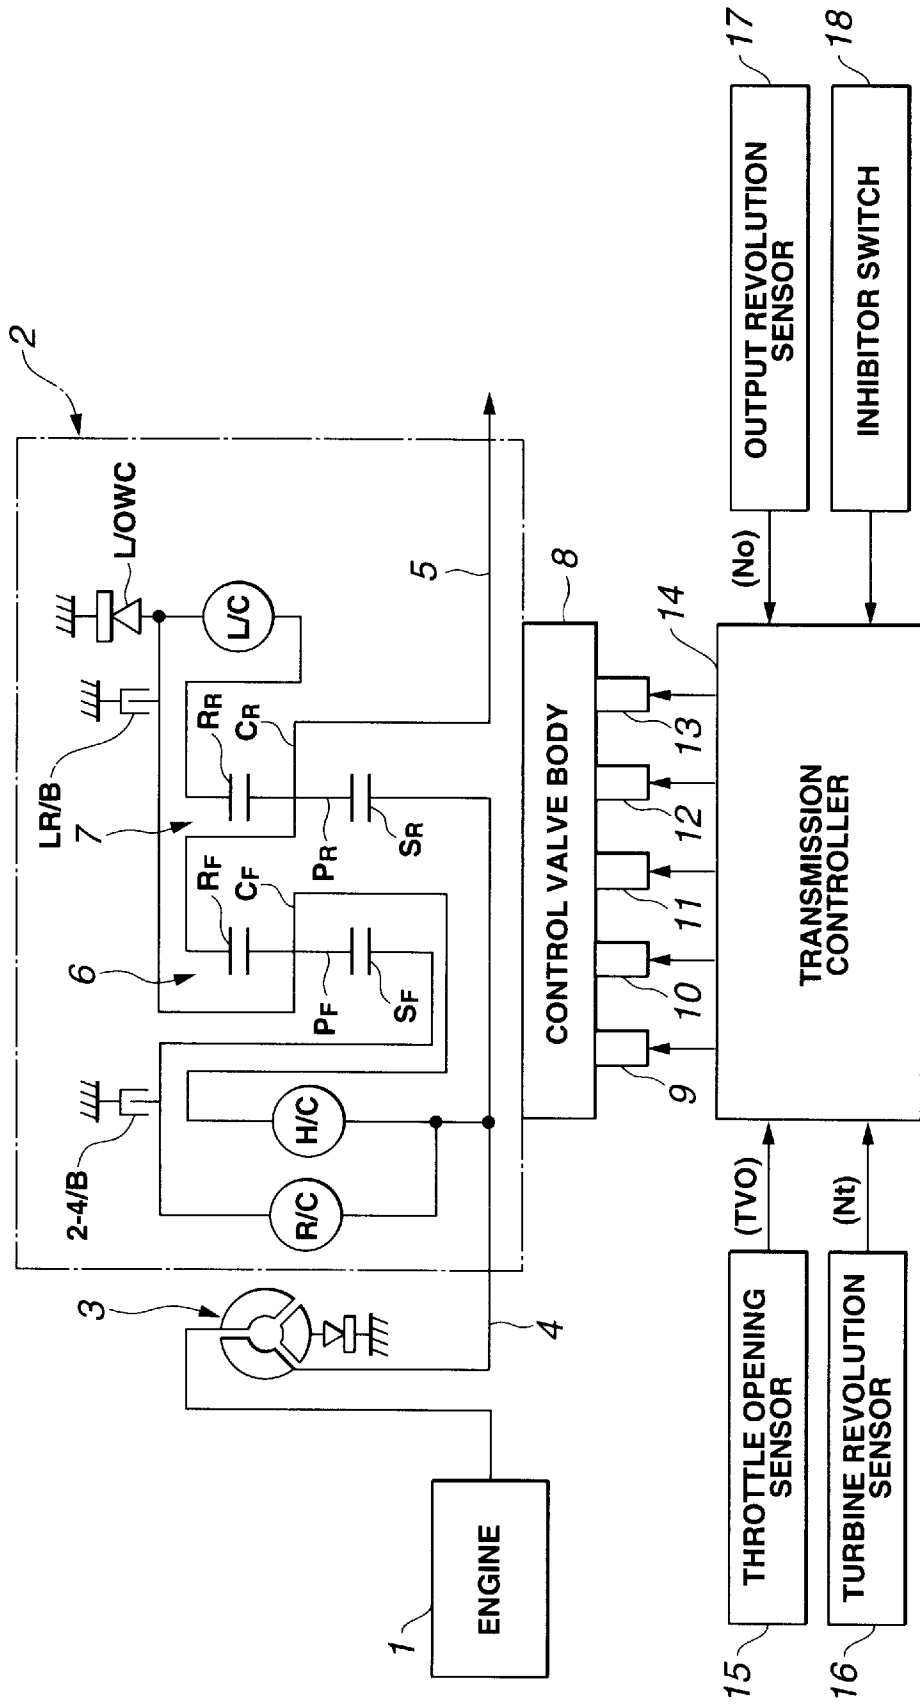 2
3
2-4/B
6
LR/B
7
L/OWC
R/C
H/C
RF
CF
PF
SF
RR
CR
PR
SR
L/C
1
ENGINE
4
5
8
CONTROL VALVE BODY
9
10
11
12
13
14
TRANSMISSION
CONTROLLER
15
THROTTLE OPENING
SENSOR
(TVO)
16
TURBINE REVOLUTION
SENSOR
(Nt)
17
OUTPUT REVOLUTION
SENSOR
(No)
18
INHIBITOR SWITCH